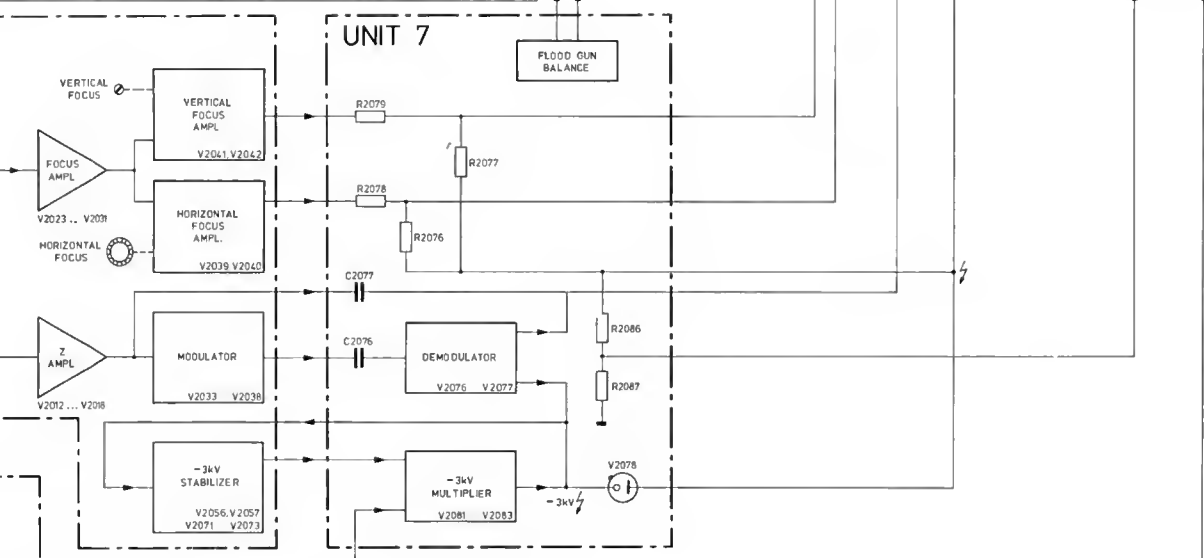 UNIT 7
FLOOD GUN
BALANCE
VERTICAL
FOCUS
VERTICAL
FOCUS
AMPL
V2041,V2042
R2079
R2077
FOCUS
AMPL
V2023.. V2031
HORIZONTAL
FOCUS
AMPL.
V2039 V2040
R2078
R2076
HORIZONTAL
FOCUS
C2077
Z
AMPL
V2012...V2018
MODULATOR
V2033 V2038
C2076
DEMODULATOR
V2076 V2077
R2086
R2087
-3kV
STABILIZER
V2056,V2057
V2071 V2073
-3kV
MULTIPLIER
V2081 V2083
-3kV
V2078